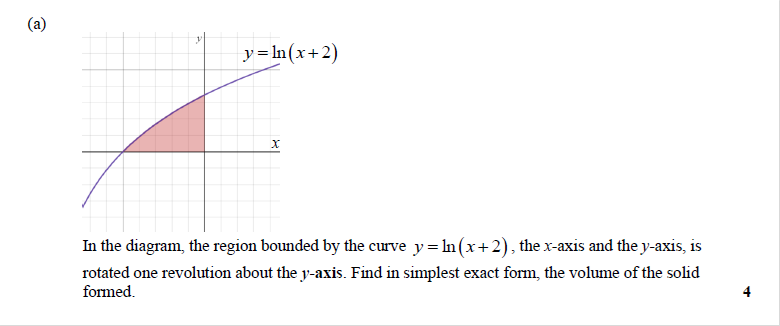 (a)
y
y = ln(x+2)
x
In the diagram, the region bounded by the curve y = ln(x+2), the x-axis and the y-axis, is
rotated one revolution about the y-axis. Find in simplest exact form, the volume of the solid
formed.
4